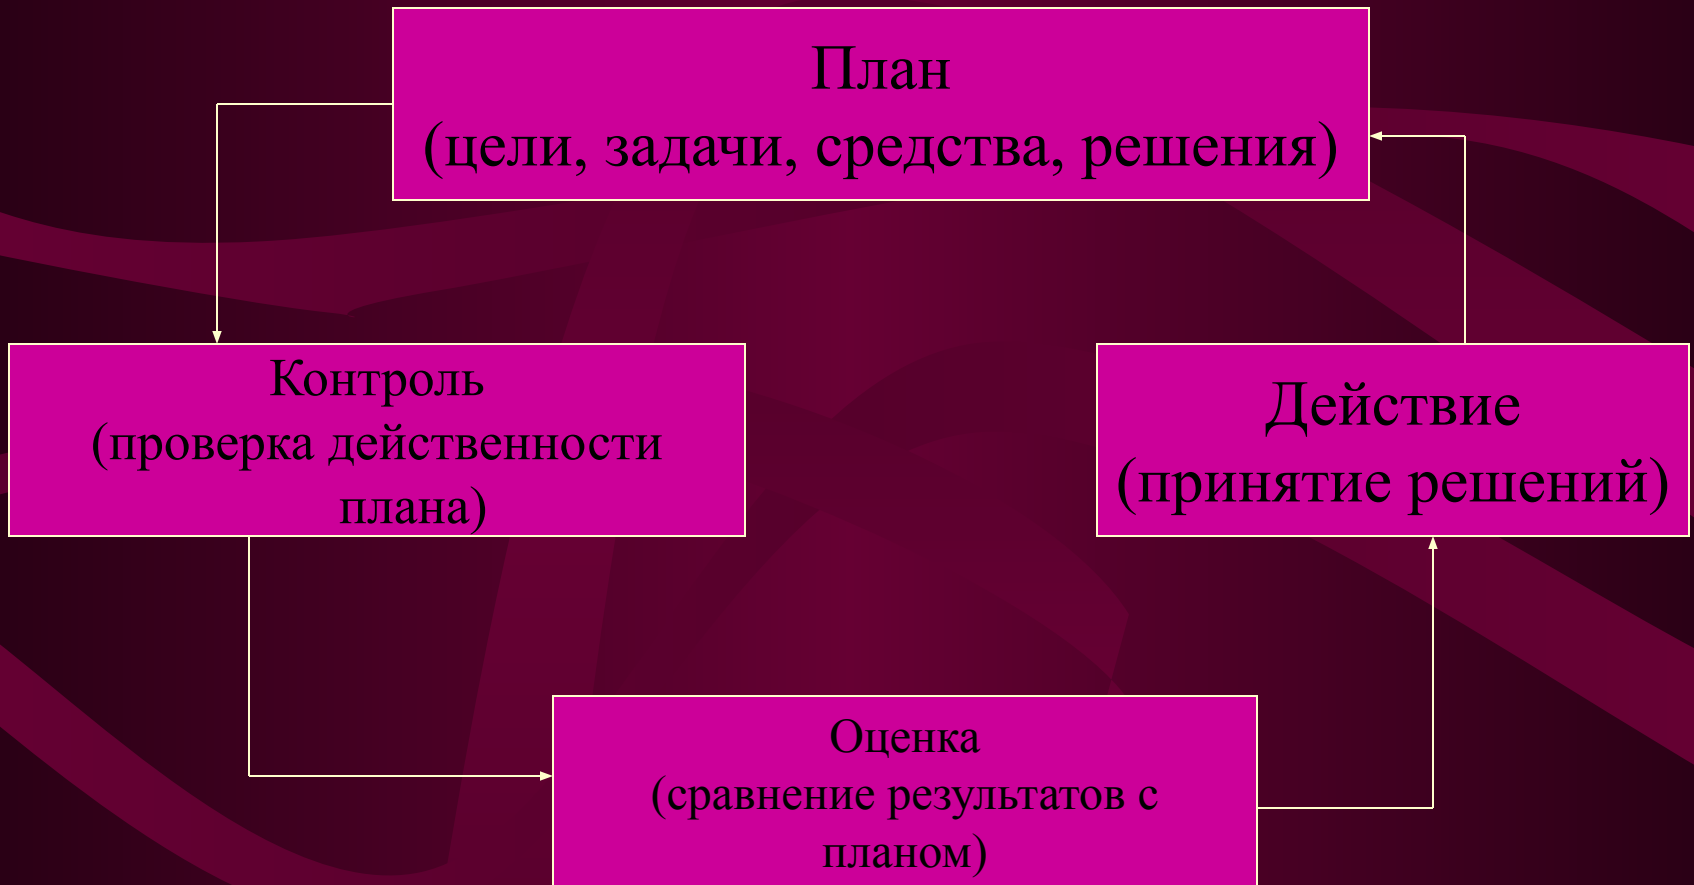 План
(цели, задачи, средства, решения)
Контроль
(проверка действенности
плана)
Действие
(принятие решений)
Оценка
(сравнение результатов с
планом)